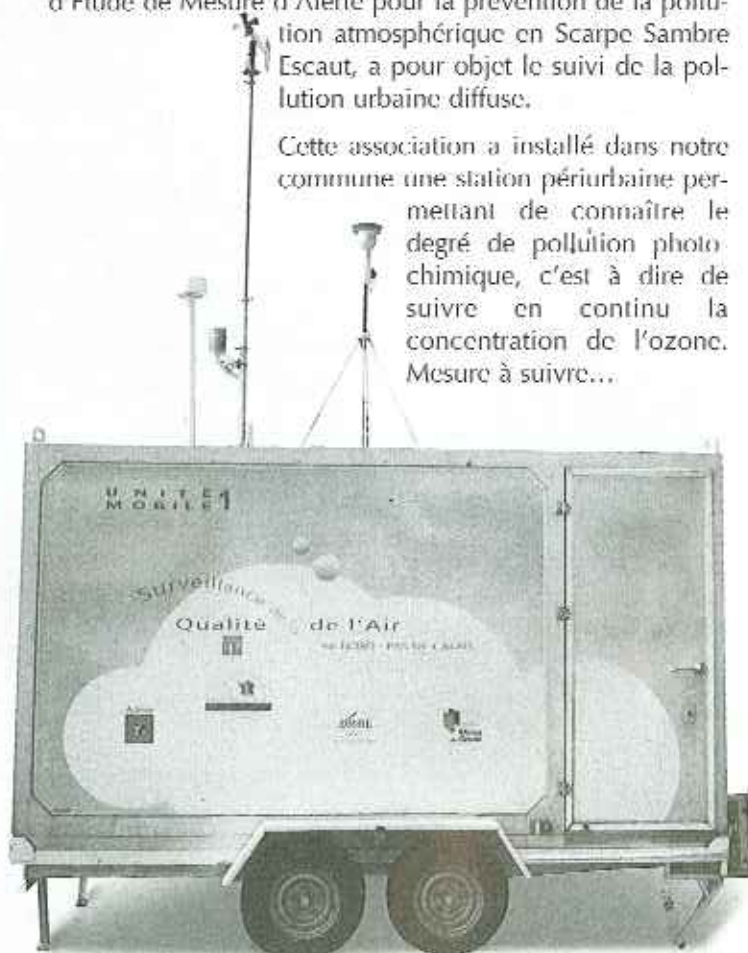 d'Etude de Mesure d'Alerte pour la prévention de la pollu-
tion atmosphérique en Scarpe Sambre
Escaut, a pour objet le suivi de la pol-
lution urbaine diffuse.
Cette association a installé dans notre
commune une station périurbaine per-
mettant de connaître le
degré de pollution photo-
chimique, c'est à dire de
suivre en continu la
concentration de l'ozone.
Mesure à suivre...
UNITE
MOBILE 1
Surveillance de
Qualité de l'Air